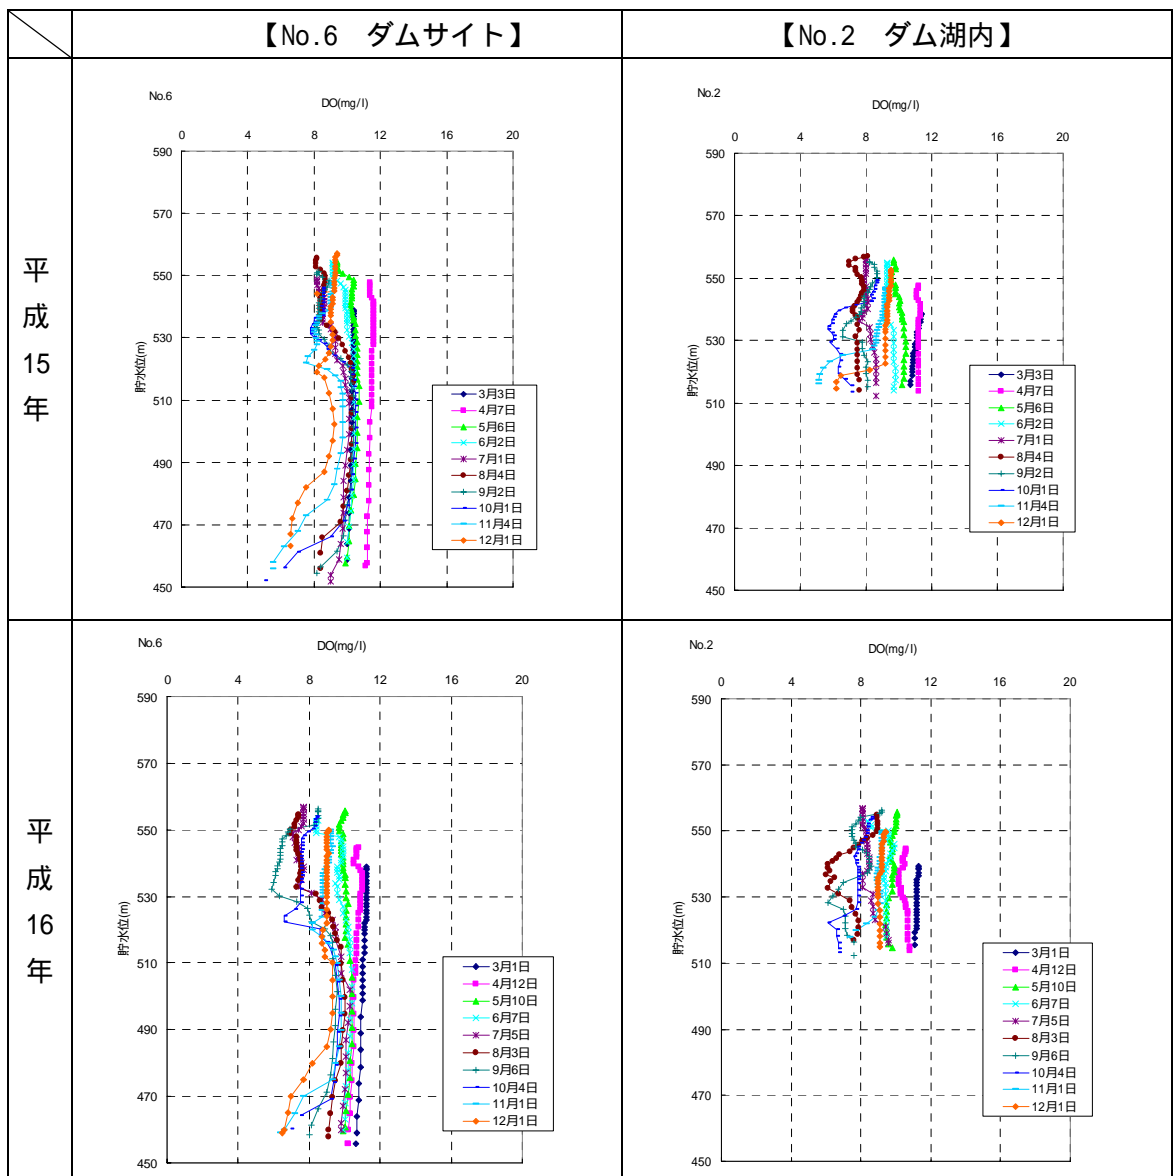 【No.6 ダムサイト】
【No.2 ダム湖内】
平成15年
No.6
DO(mg/l)
0 4 8 12 16 20
貯水位(m)
590
570
550
530
510
490
470
450
3月3日
4月7日
5月6日
6月2日
7月1日
8月4日
9月2日
10月1日
11月4日
12月1日
No.2
DO(mg/l)
0 4 8 12 16 20
貯水位(m)
590
570
550
530
510
490
470
450
3月3日
4月7日
5月6日
6月2日
7月1日
8月4日
9月2日
10月1日
11月4日
12月1日
平成16年
No.6
DO(mg/l)
0 4 8 12 16 20
貯水位(m)
590
570
550
530
510
490
470
450
3月1日
4月12日
5月10日
6月7日
7月5日
8月3日
9月6日
10月4日
11月1日
12月1日
No.2
DO(mg/l)
0 4 8 12 16 20
貯水位(m)
590
570
550
530
510
490
470
450
3月1日
4月12日
5月10日
6月7日
7月5日
8月3日
9月6日
10月4日
11月1日
12月1日